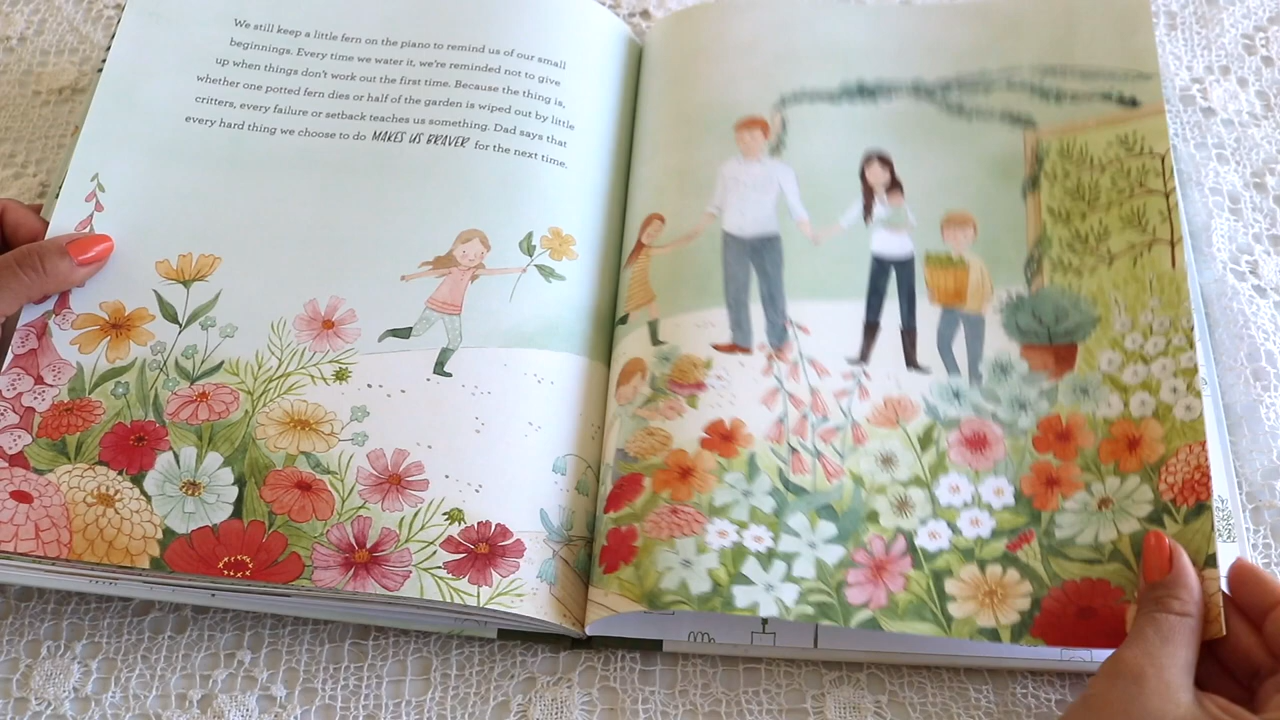 We still keep a little fern on the piano to remind us of our small
beginnings. Every time we water it, we're reminded not to give
up when things don't work out the first time. Because the thing is,
whether one potted fern dies or half of the garden is wiped out by little
critters, every failure or setback teaches us something. Dad says that
every hard thing we choose to do MAKES US BRAVER for the next time.